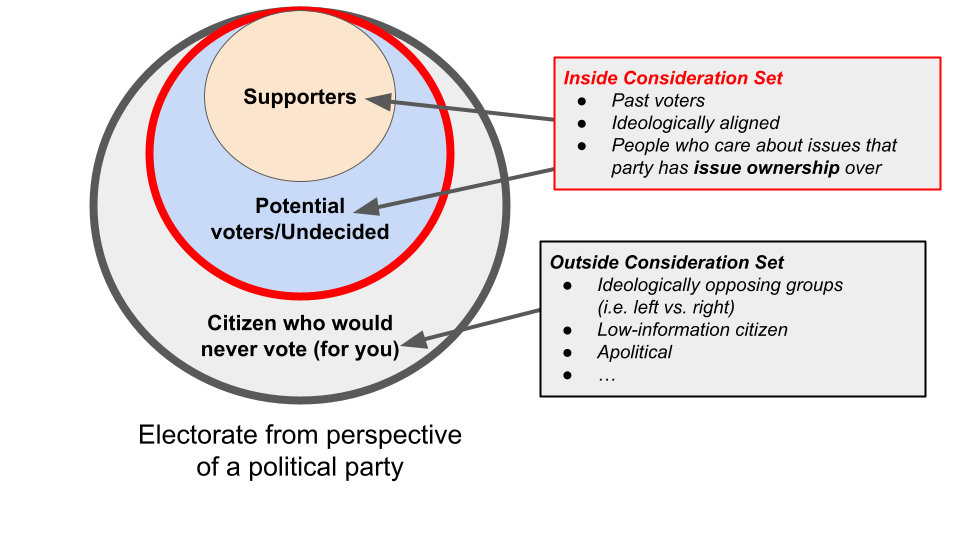 Supporters
Potential
voters/Undecided
Citizen who would
never vote (for you)
Electorate from perspective
of a political party
Inside Consideration Set
● Past voters
● Ideologically aligned
● People who care about issues that
party has issue ownership over
Outside Consideration Set
● Ideologically opposing groups
(i.e. left vs. right)
● Low-information citizen
● Apolitical
● …